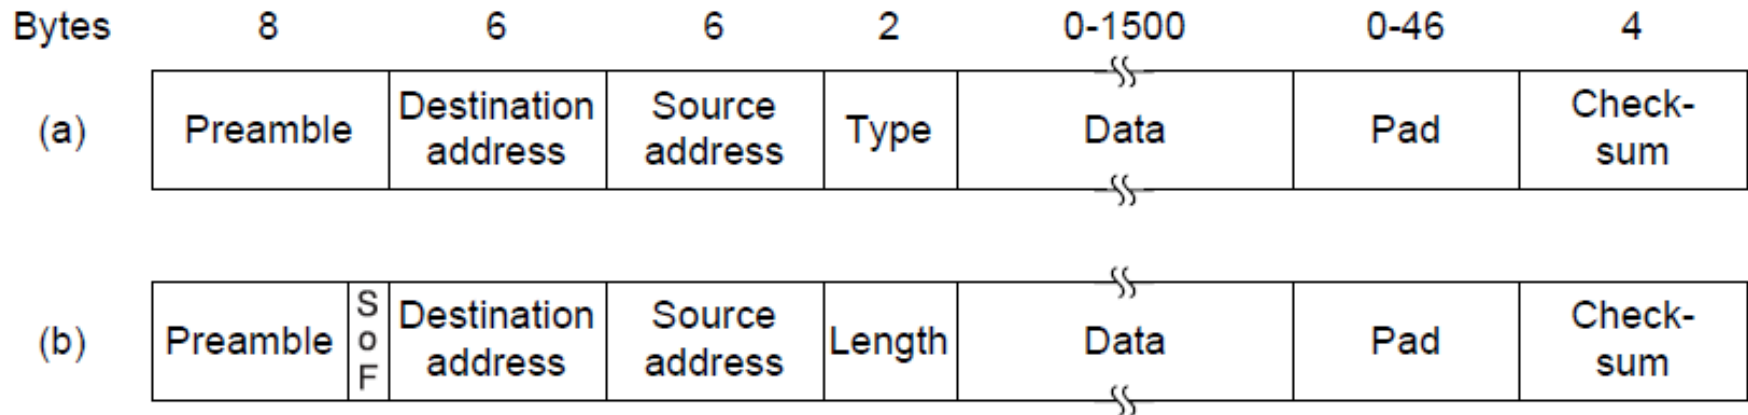 Bytes 8 6 6 2 0-1500 0-46 4
(a) Preamble Destination address Source address Type Data Pad Check-sum
(b) Preamble SoF Destination address Source address Length Data Pad Check-sum